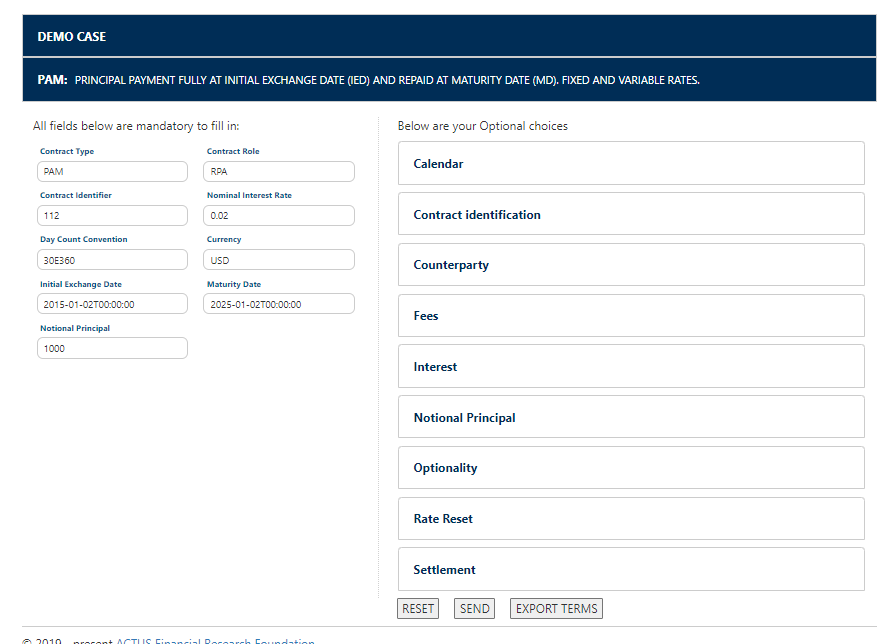 DEMO CASE
PAM: PRINCIPAL PAYMENT FULLY AT INITIAL EXCHANGE DATE (IED) AND REPAID AT MATURITY DATE (MD). FIXED AND VARIABLE RATES.
All fields below are mandatory to fill in:
Contract Type
Contract Role
PAM
RPA
Contract Identifier
Nominal Interest Rate
112
0.02
Day Count Convention
Currency
30E360
USD
Initial Exchange Date
Maturity Date
2015-01-02T00:00:00
2025-01-02T00:00:00
Notional Principal
1000
Below are your Optional choices
Calendar
Contract identification
Counterparty
Fees
Interest
Notional Principal
Optionality
Rate Reset
Settlement
RESET
SEND
EXPORT TERMS
© 2019 - present ACTUS Financial Research Foundation